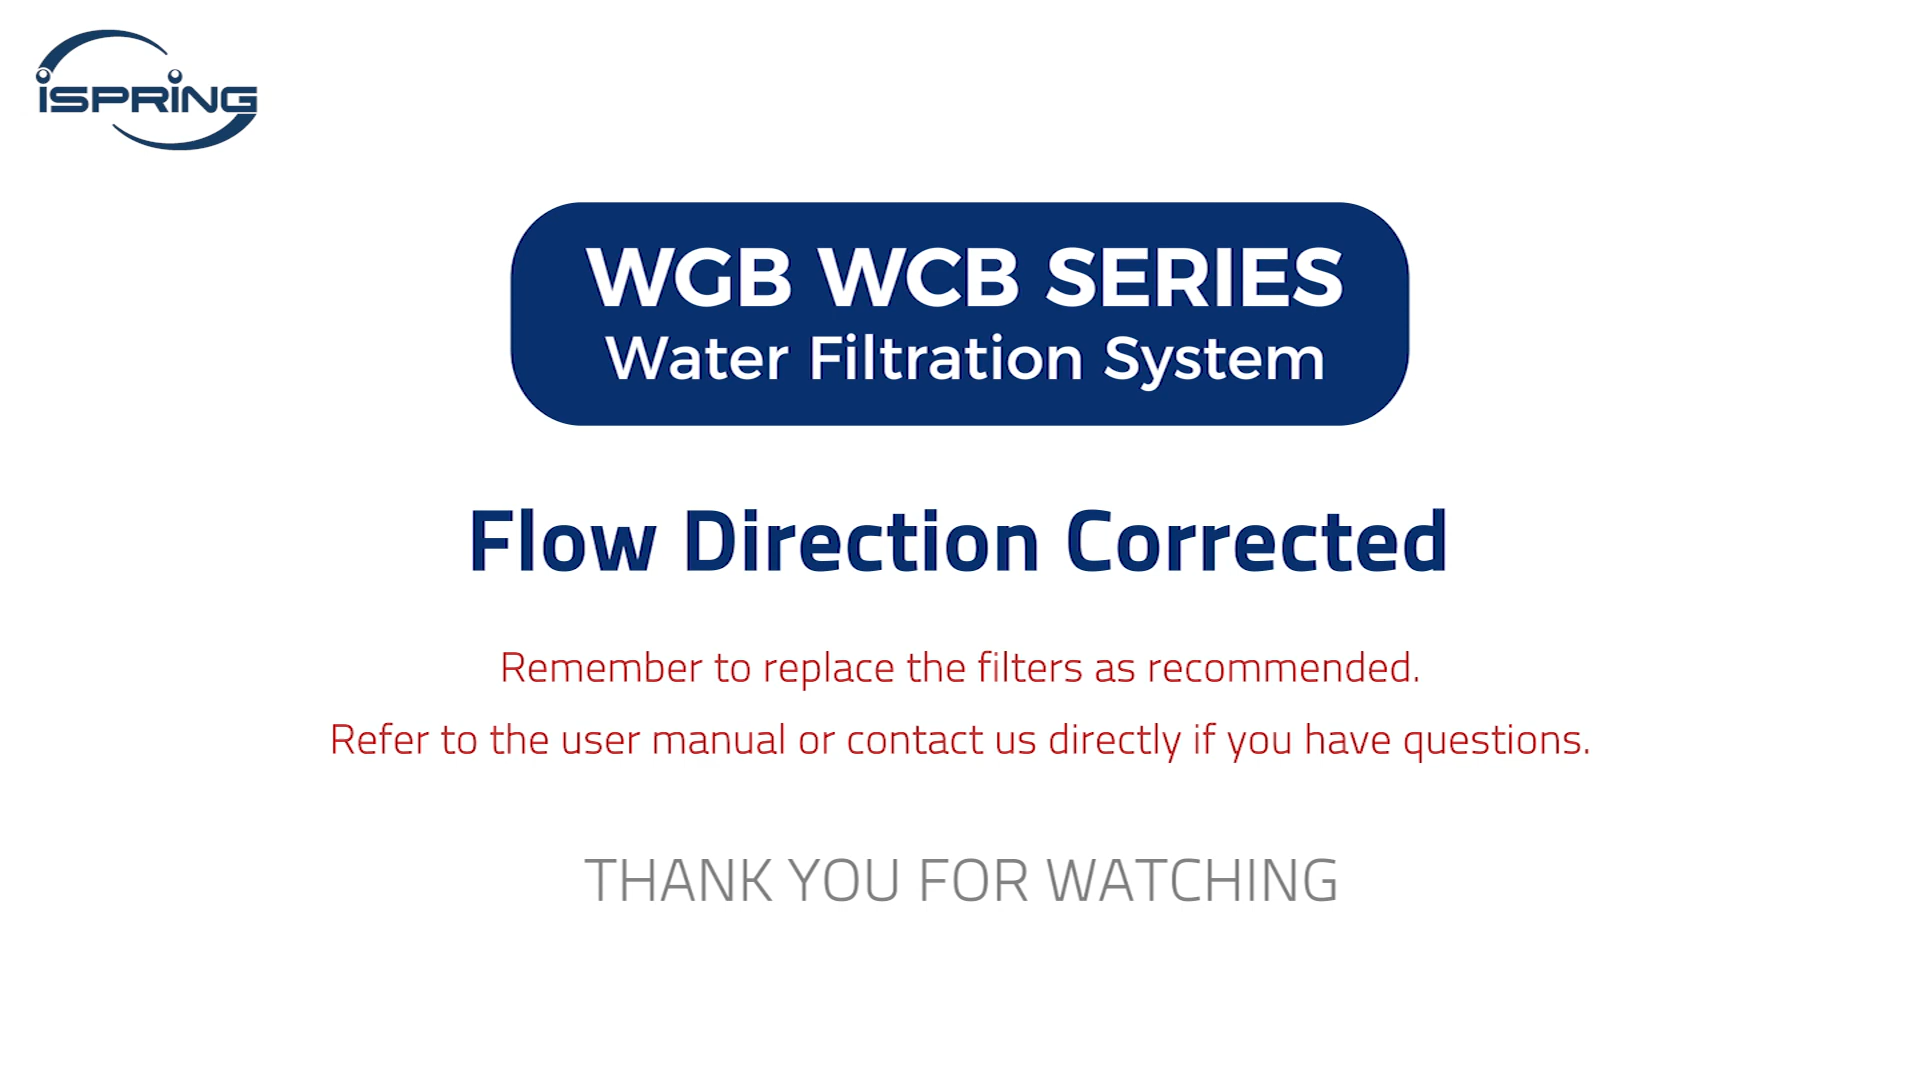 iSPRiNG
WGB WCB SERIES
Water Filtration System
Flow Direction Corrected
Remember to replace the filters as recommended.
Refer to the user manual or contact us directly if you have questions.
THANK YOU FOR WATCHING